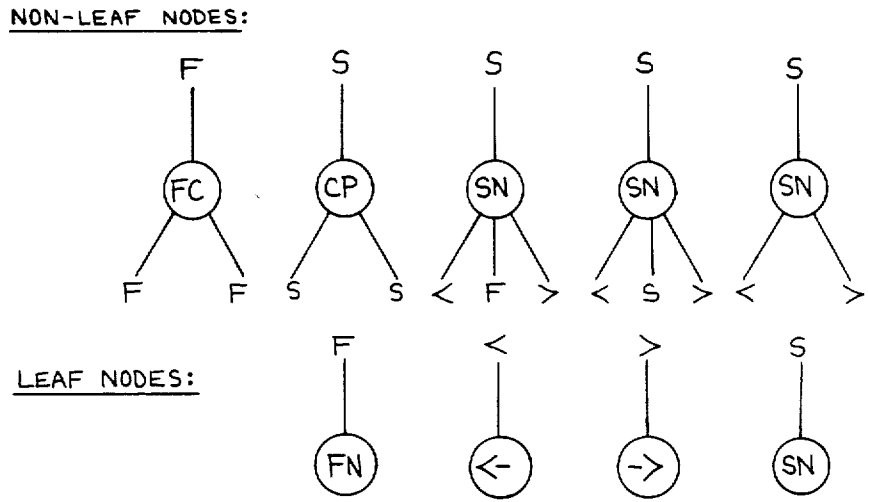 NON-LEAF NODES:
F S S S S
FC CP SN SN SN
F F S S < F > < S > < >
F < > S
LEAF NODES:
FN <- -> SN